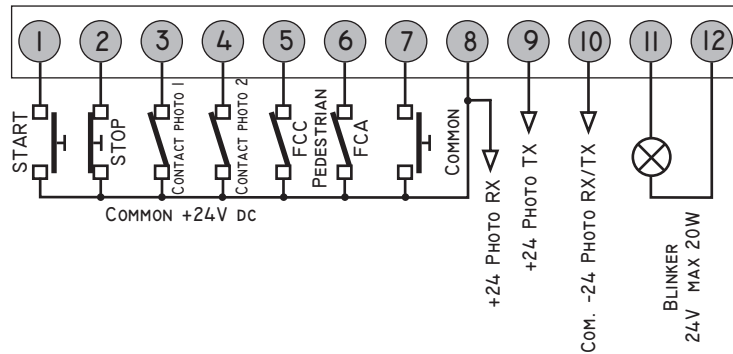 1 2 3 4 5 6 7 8 9 10 11 12
START
STOP
CONTACT PHOTO 1
CONTACT PHOTO 2
FCC
FCA
PEDESTRIAN
COMMON
COMMON +24V DC
+24 PHOTO RX
+24 PHOTO TX
COM. -24 PHOTO RX/TX
BLINKER
24V MAX 20W